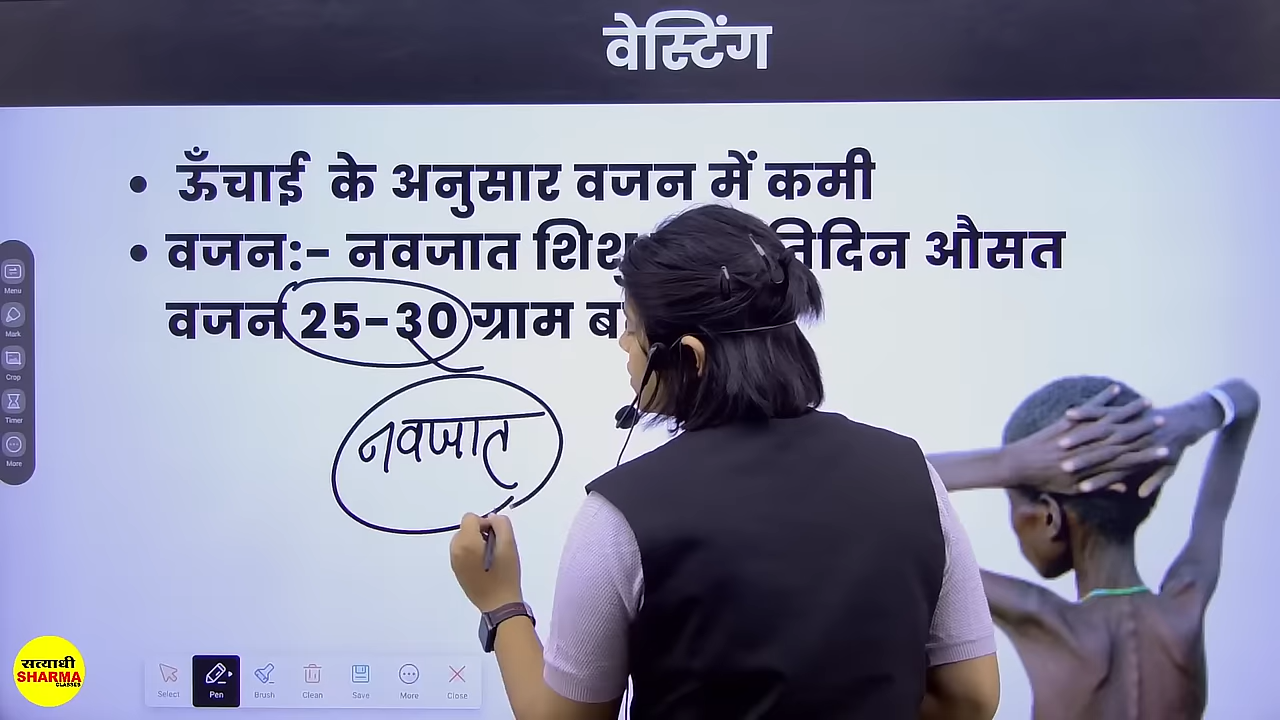 वेस्टिंग
• ऊँचाई के अनुसार वजन में कमी
• वजन:- नवजात औसत
वजन 25-30 ग्राम
नवजात
Menu
Mark
Crop
Timer
More
सत्याधी
SHARMA
CLASSES
Select Pen Brush Clean Save More Close